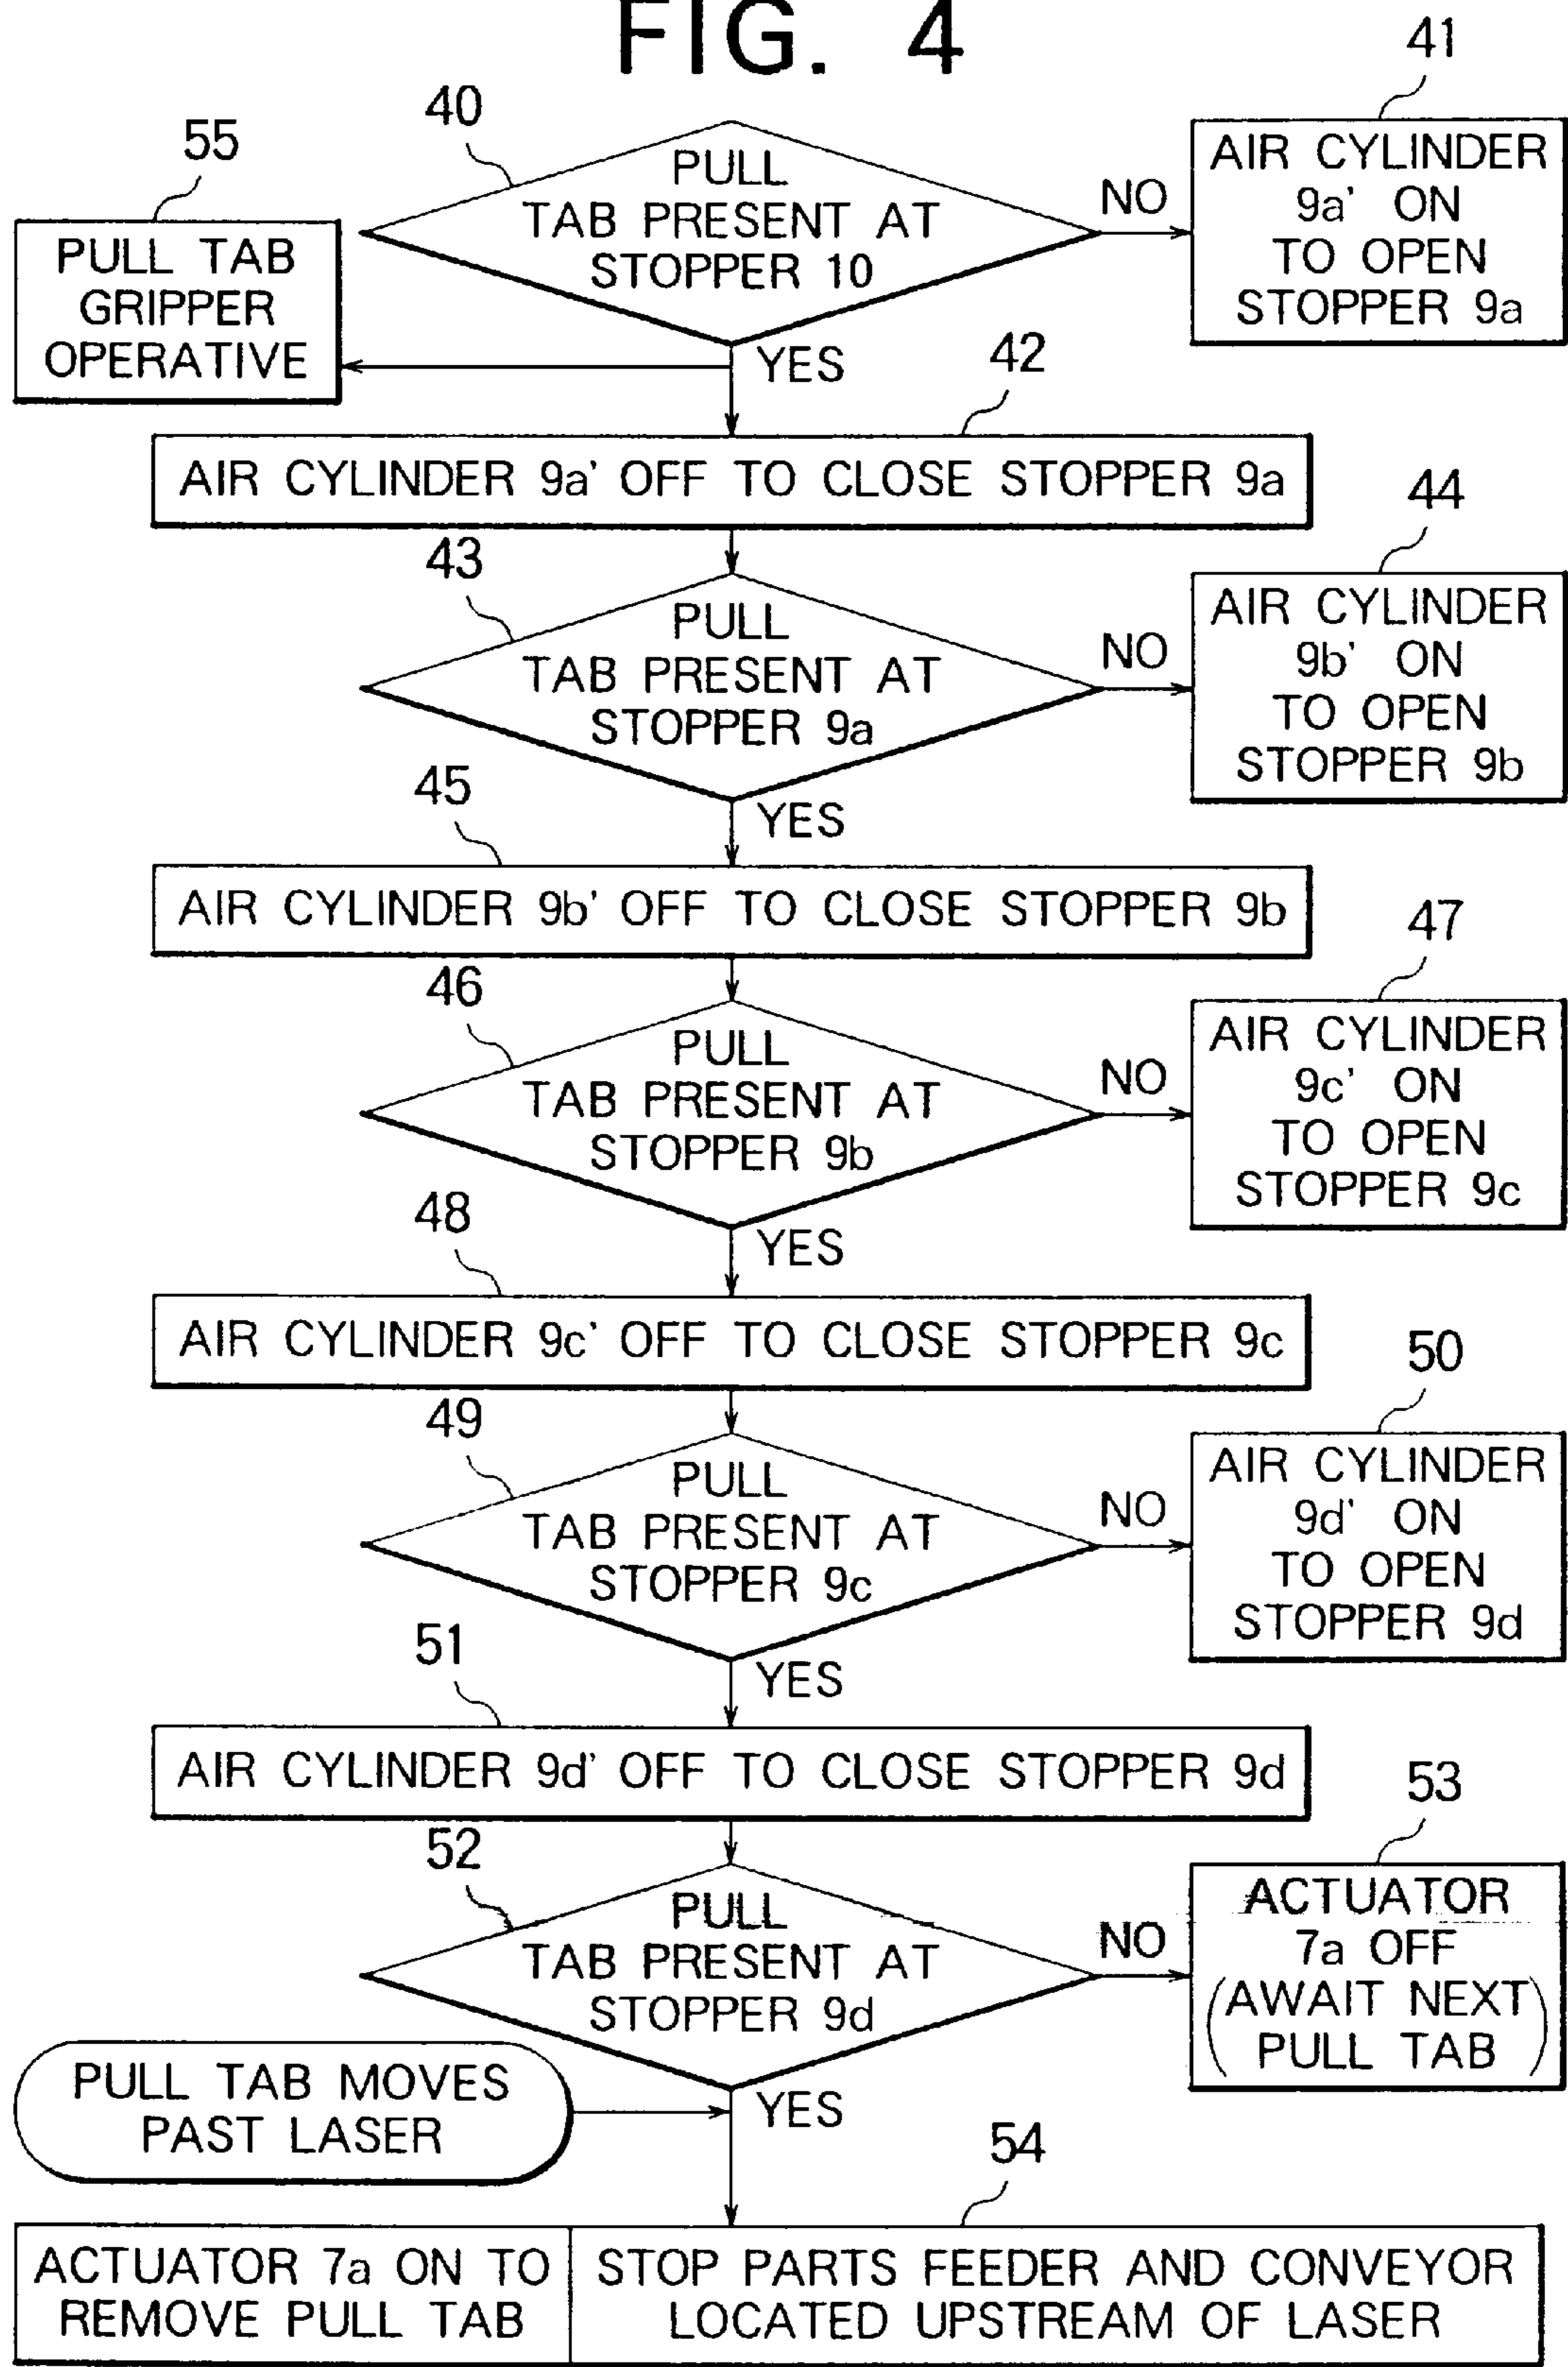 FIG. 4
40
PULL
TAB PRESENT AT
STOPPER 10
NO
41
AIR CYLINDER
9a' ON
TO OPEN
STOPPER 9a
55
PULL TAB
GRIPPER
OPERATIVE
YES
42
AIR CYLINDER 9a' OFF TO CLOSE STOPPER 9a
43
PULL
TAB PRESENT AT
STOPPER 9a
NO
44
AIR CYLINDER
9b' ON
TO OPEN
STOPPER 9b
YES
45
AIR CYLINDER 9b' OFF TO CLOSE STOPPER 9b
46
PULL
TAB PRESENT AT
STOPPER 9b
NO
47
AIR CYLINDER
9c' ON
TO OPEN
STOPPER 9c
YES
48
AIR CYLINDER 9c' OFF TO CLOSE STOPPER 9c
49
PULL
TAB PRESENT AT
STOPPER 9c
NO
50
AIR CYLINDER
9d' ON
TO OPEN
STOPPER 9d
YES
51
AIR CYLINDER 9d' OFF TO CLOSE STOPPER 9d
52
PULL
TAB PRESENT AT
STOPPER 9d
NO
53
ACTUATOR
7a OFF
(AWAIT NEXT
PULL TAB)
YES
PULL TAB MOVES
PAST LASER
54
ACTUATOR 7a ON TO
REMOVE PULL TAB
STOP PARTS FEEDER AND CONVEYOR
LOCATED UPSTREAM OF LASER